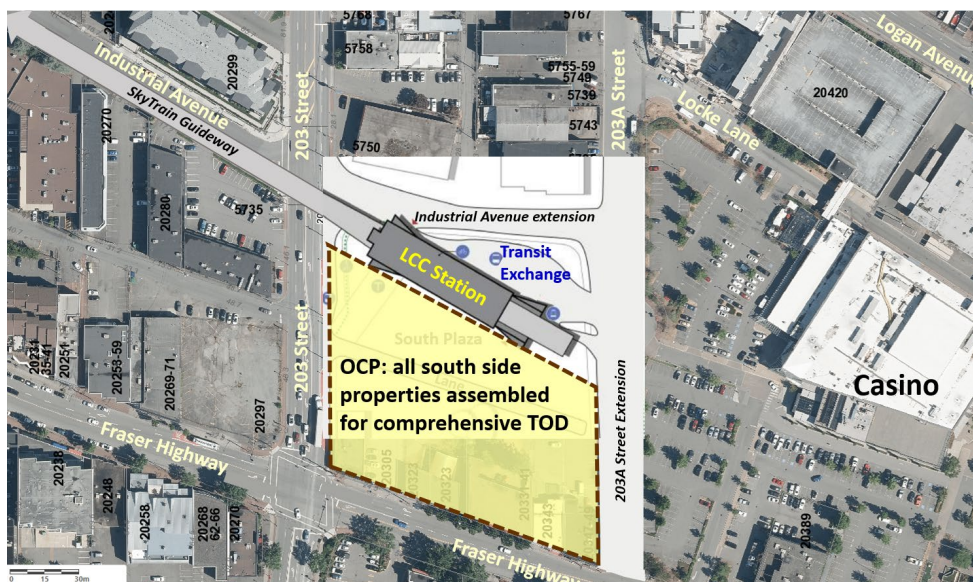 5768
5767
Logan Avenue
20299
5758
Industrial Avenue
203 Street
5755-59
5749
203A Street
20420
5739
SkyTrain Guideway
5743
Locke Lane
20270
5750
20280
5735
Industrial Avenue extension
Transit
Exchange
LCC Station
South Plaza
203 Street
Lane
OCP: all south side
properties assembled
for comprehensive TOD
Casino
20251
20253-59
20269-71
20297
203A Street Extension
Fraser Highway
20238
20248
20258
20268
62-66
20270
20305
20323
20343
20389
Fraser Highway
0 15 30m